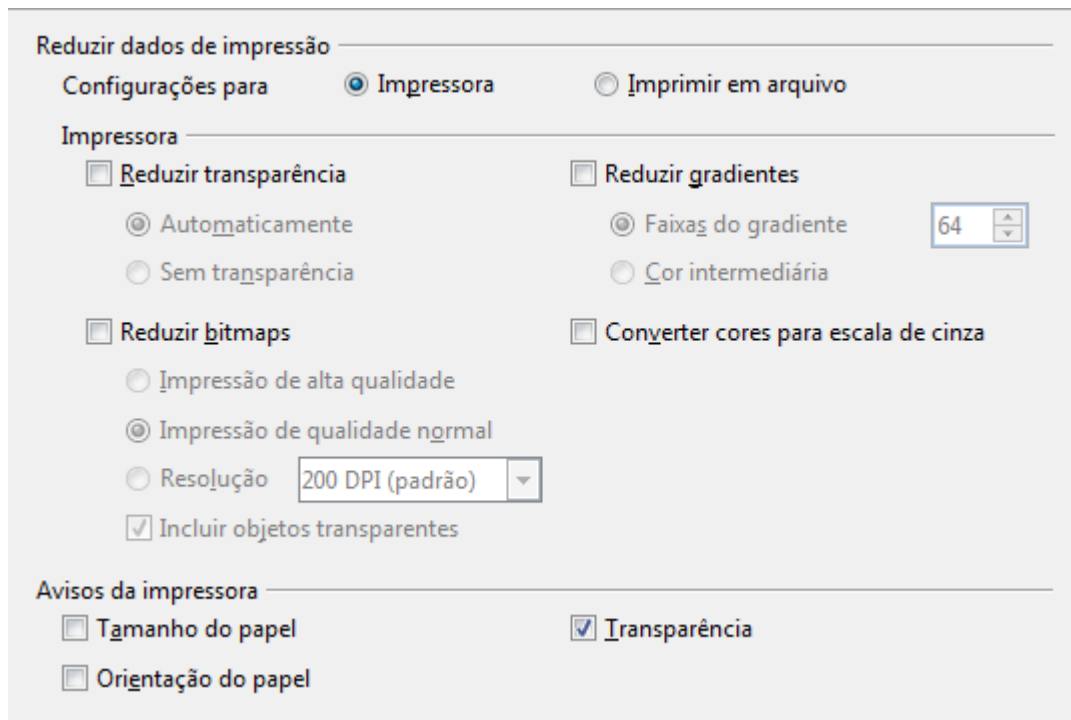 Reduzir dados de impressão
Configurações para Impressora Imprimir em arquivo
Impressora
Reduzir transparência Reduzir gradientes
Automaticamente Faixas do gradiente 64
Sem transparência Cor intermediária
Reduzir bitmaps Converter cores para escala de cinza
Impressão de alta qualidade
Impressão de qualidade normal
Resolução 200 DPI (padrão)
Incluir objetos transparentes
Avisos da impressora
Tamanho do papel Transparência
Orientação do papel